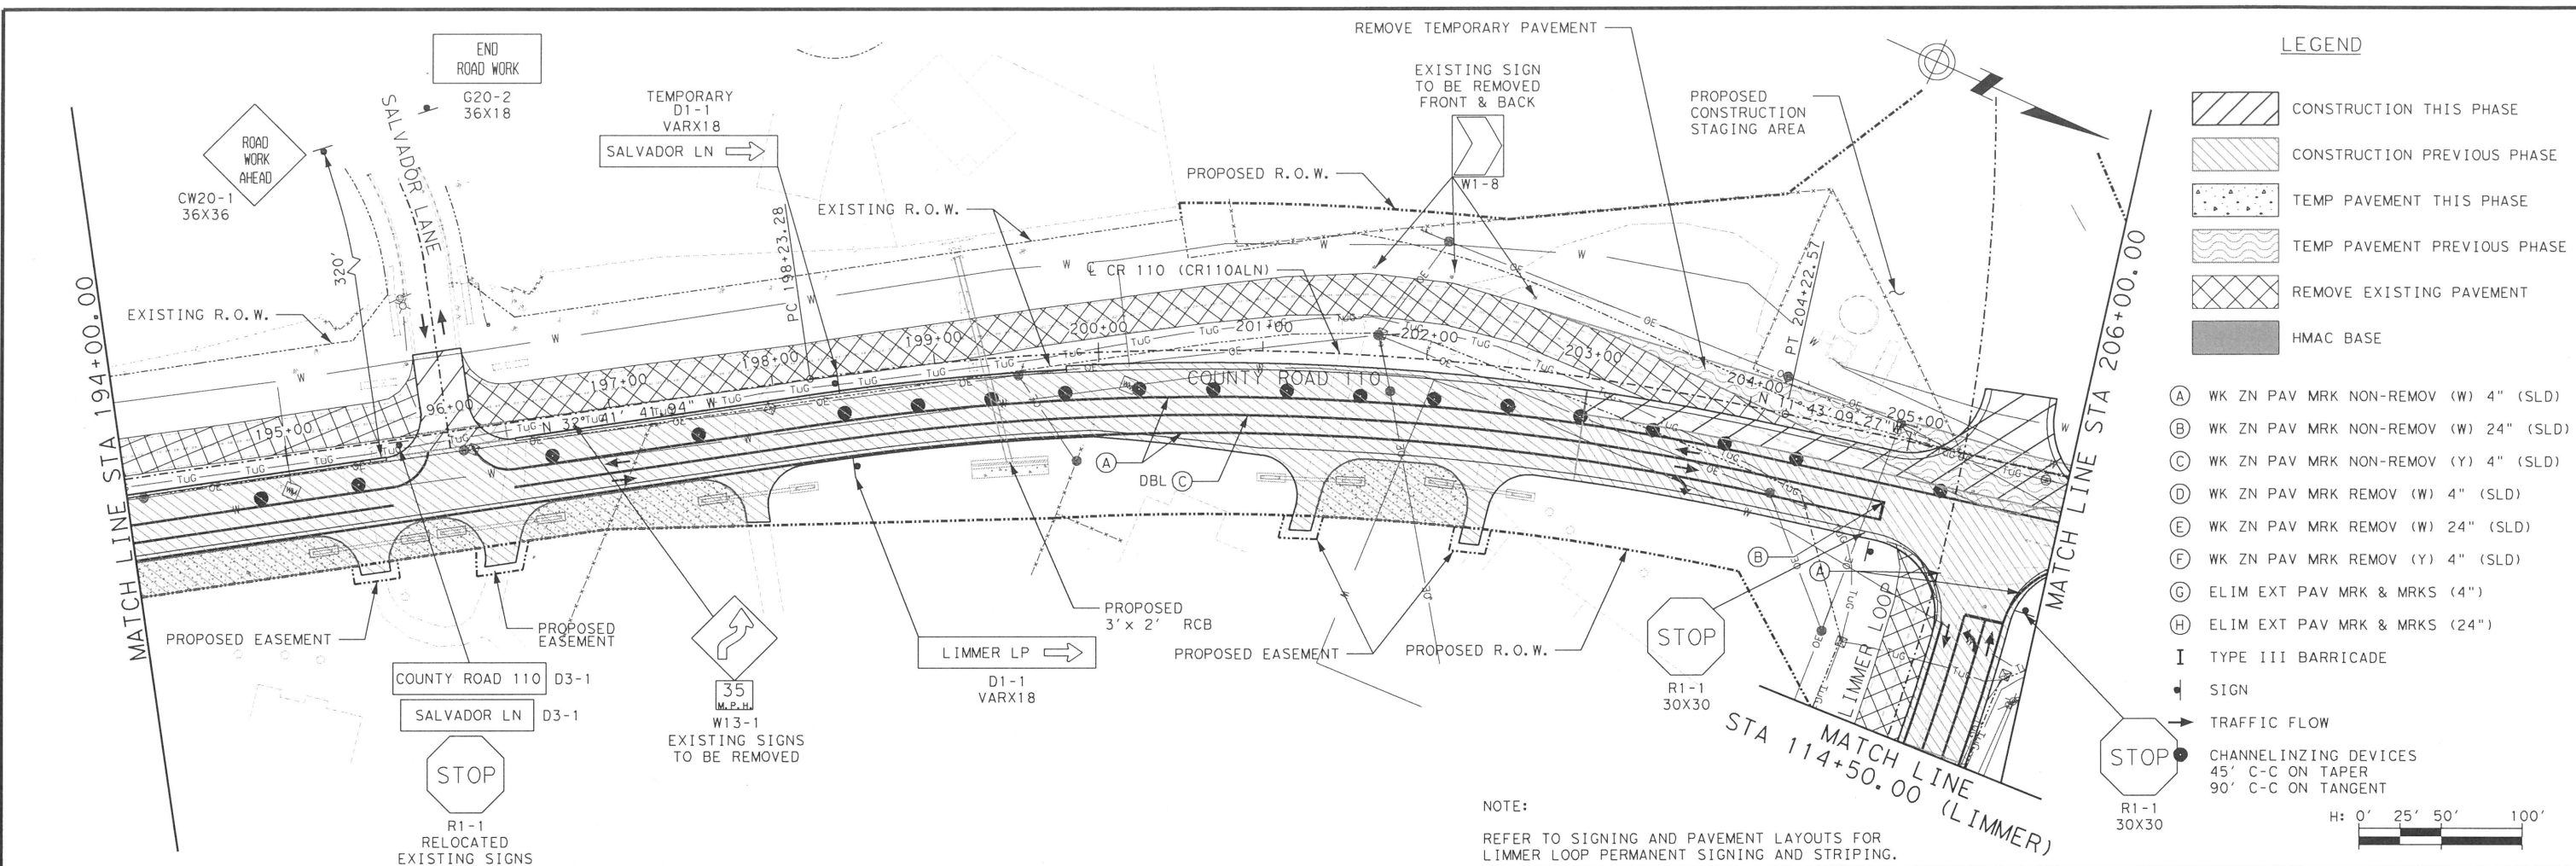 REMOVE TEMPORARY PAVEMENT
LEGEND
END
ROAD WORK
G20-2
36X18
SALVADOR LANE
ROAD
WORK
AHEAD
CW20-1
36X36
320'
TEMPORARY
D1-1
VARX18
SALVADOR LN
EXISTING SIGN
TO BE REMOVED
FRONT & BACK
W1-8
PROPOSED
CONSTRUCTION
STAGING AREA
PROPOSED R.O.W.
EXISTING R.O.W.
EXISTING R.O.W.
PC 198+23.28
℄ CR 110 (CR110ALN)
PT 204+22.57
MATCH LINE STA 194+00.00
MATCH LINE STA 206+00.00
195+00
96+00
197+00
198+00
199+00
200+00
201+00
202+00
203+00
204+00
205+00
N 32° 41' 41.94" W
N 11° 43' 09.27" W
COUNTY ROAD 110
A
DBL C
B
A
PROPOSED EASEMENT
PROPOSED
EASEMENT
PROPOSED
3'x 2' RCB
PROPOSED EASEMENT
PROPOSED R.O.W.
COUNTY ROAD 110 D3-1
SALVADOR LN D3-1
STOP
R1-1
RELOCATED
EXISTING SIGNS
35
M.P.H.
W13-1
EXISTING SIGNS
TO BE REMOVED
LIMMER LP
D1-1
VARX18
STOP
R1-1
30X30
LIMMER LOOP
MATCH LINE
STA 114+50.00 (LIMMER)
STOP
R1-1
30X30
NOTE:
REFER TO SIGNING AND PAVEMENT LAYOUTS FOR
LIMMER LOOP PERMANENT SIGNING AND STRIPING.
CONSTRUCTION THIS PHASE
CONSTRUCTION PREVIOUS PHASE
TEMP PAVEMENT THIS PHASE
TEMP PAVEMENT PREVIOUS PHASE
REMOVE EXISTING PAVEMENT
HMAC BASE
A WK ZN PAV MRK NON-REMOV (W) 4" (SLD)
B WK ZN PAV MRK NON-REMOV (W) 24" (SLD)
C WK ZN PAV MRK NON-REMOV (Y) 4" (SLD)
D WK ZN PAV MRK REMOV (W) 4" (SLD)
E WK ZN PAV MRK REMOV (W) 24" (SLD)
F WK ZN PAV MRK REMOV (Y) 4" (SLD)
G ELIM EXT PAV MRK & MRKS (4")
H ELIM EXT PAV MRK & MRKS (24")
TYPE III BARRICADE
SIGN
TRAFFIC FLOW
CHANNELINZING DEVICES
45' C-C ON TAPER
90' C-C ON TANGENT
H: 0' 25' 50' 100'